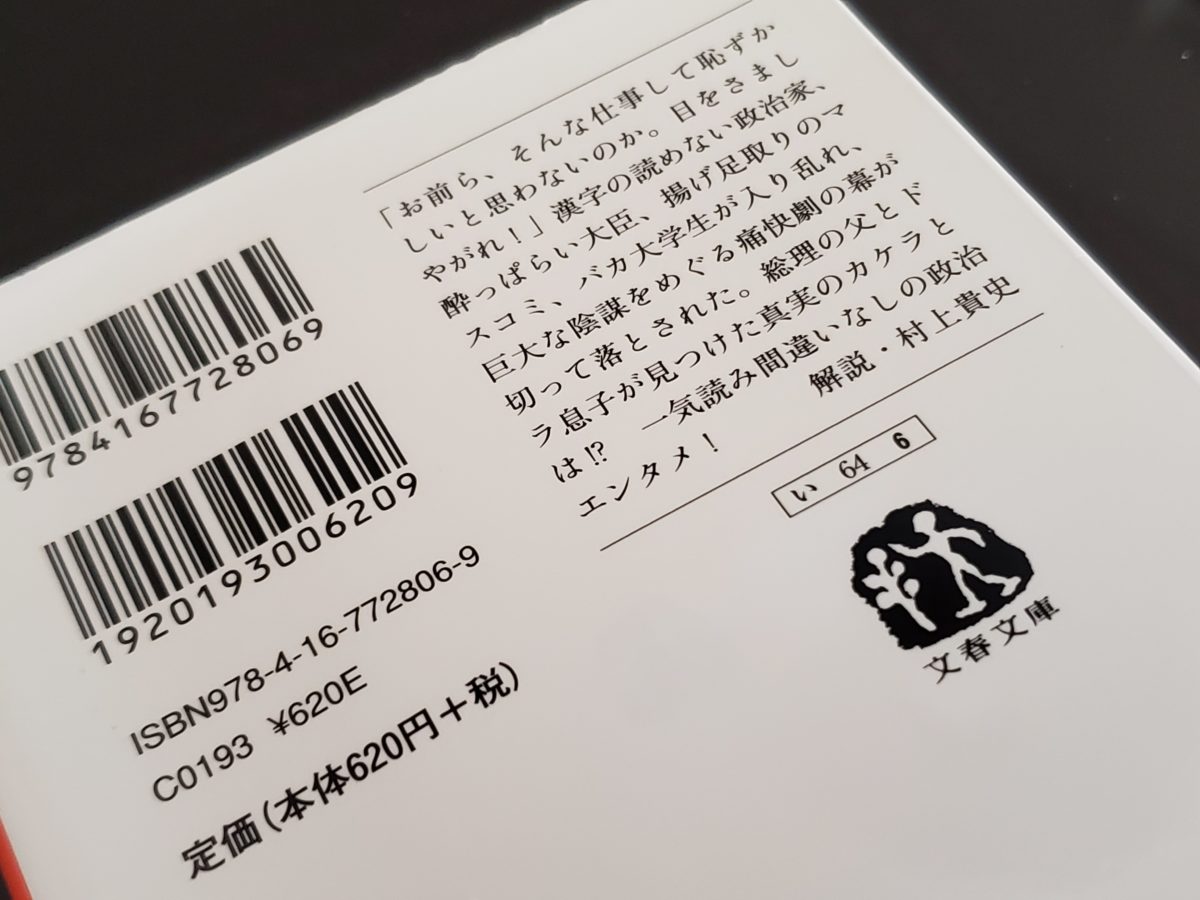 「お前ら、そんな仕事して恥ずか
しいと思わないのか。目をさまし
やがれ！」漢字の読めない政治家、
酔っぱらい大臣、揚げ足取りのマ
スコミ、バカ大学生が入り乱れ、
巨大な陰謀をめぐる痛快劇の幕が
切って落とされた。総理の父とド
ラ息子が見つけた真実のカケラと
は!?　一気読み間違いなしの政治
エンタメ！　解説・村上貴史
い 64 6
文春文庫
9784167728069
1920193006209
ISBN978-4-16-772806-9
C0193 ¥620E
定価(本体620円＋税)